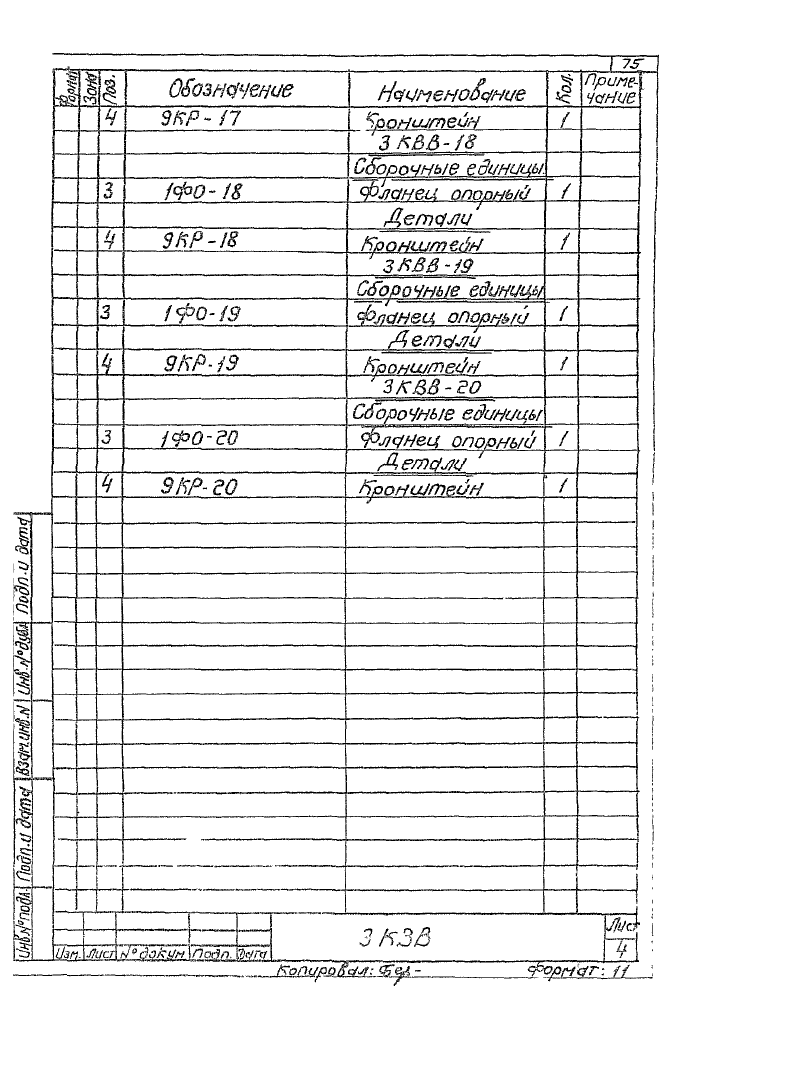 75
Формат Зона Поз. Обозначение Наименование Кол. Примечание
4 9КР-17 Кронштейн 1
3 КВВ-18
Сборочные единицы
3 1ФО-18 Фланец опорный 1
Детали
4 9КР-18 Кронштейн 1
3 КВВ-19
Сборочные единицы
3 1ФО-19 Фланец опорный 1
Детали
4 9КР-19 Кронштейн 1
3 КВВ-20
Сборочные единицы
3 1ФО-20 Фланец опорный 1
Детали
4 9КР-20 Кронштейн 1
Подп. и дата
Инв.№дубл.
Взам.инв.N
Подп. и дата
Инв.№подл.
Изм. Лист № докум. Подп. Дата
3 КЗВ
Лист
4
Копировал: Формат: 11